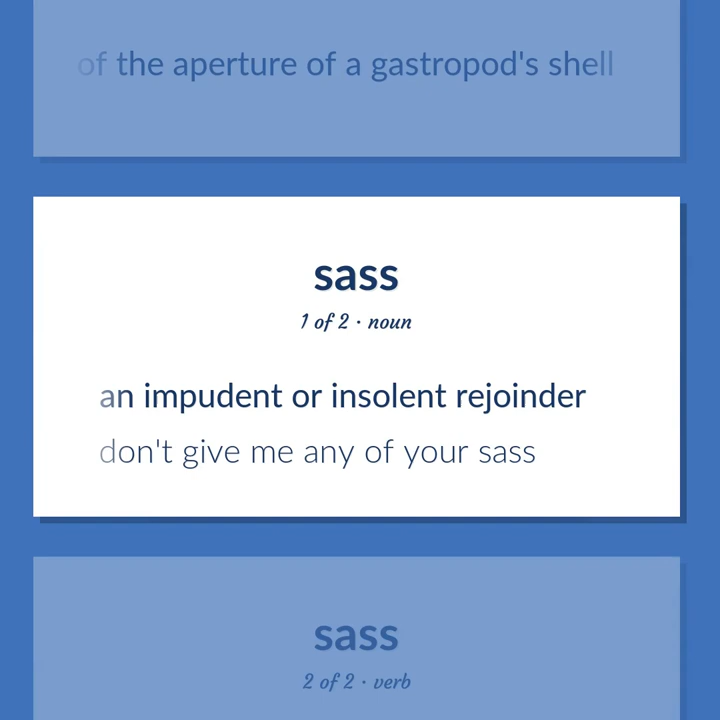 of the aperture of a gastropod's shell
sass
1 of 2 · noun
an impudent or insolent rejoinder
don't give me any of your sass
sass
2 of 2 · verb